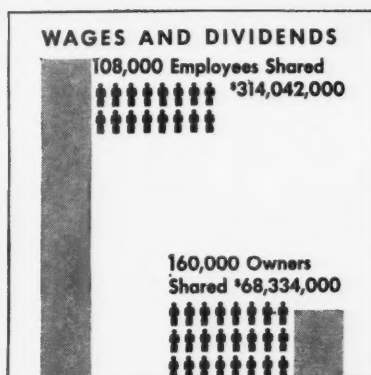 WAGES AND DIVIDENDS
108,000 Employees Shared
$314,042,000
160,000 Owners
Shared $68,334,000